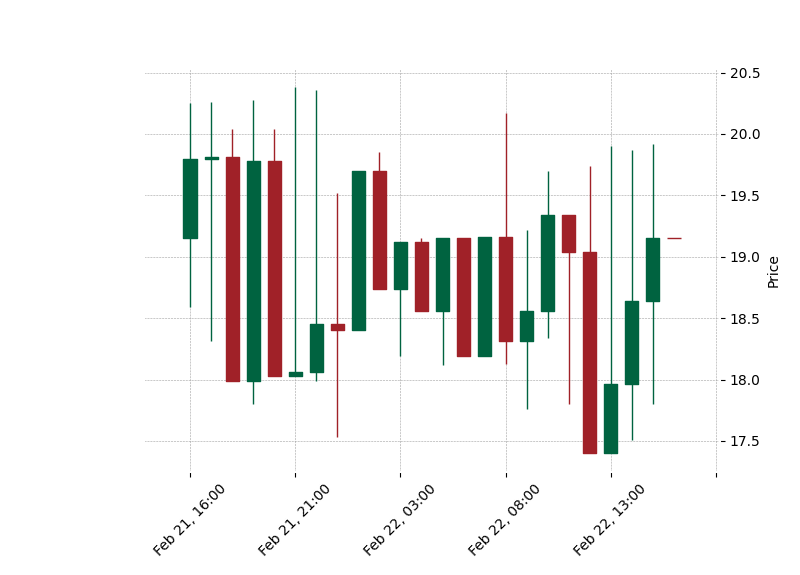 20.5
20.0
19.5
19.0
18.5
18.0
17.5
Price
Feb 21, 16:00
Feb 21, 21:00
Feb 22, 03:00
Feb 22, 08:00
Feb 22, 13:00